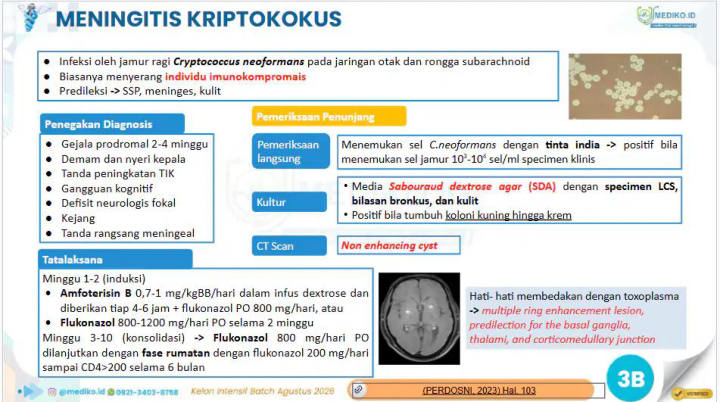 MENINGITIS KRIPTOKOKUS
MEDIKO.ID
● Infeksi oleh jamur ragi Cryptococcus neoformans pada jaringan otak dan rongga subarachnoid
● Biasanya menyerang individu imunokompromais
● Predileksi -> SSP, meninges, kulit
Penegakan Diagnosis
● Gejala prodromal 2-4 minggu
● Demam dan nyeri kepala
● Tanda peningkatan TIK
● Gangguan kognitif
● Defisit neurologis fokal
● Kejang
● Tanda rangsang meningeal
Pemeriksaan Penunjang
Pemeriksaan
langsung
Menemukan sel C.neoformans dengan tinta india -> positif bila
menemukan sel jamur 10³-10⁴ sel/ml specimen klinis
Kultur
• Media Sabouraud dextrose agar (SDA) dengan specimen LCS,
bilasan bronkus, dan kulit
• Positif bila tumbuh koloni kuning hingga krem
CT Scan
Non enhancing cyst
Tatalaksana
Minggu 1-2 (induksi)
● Amfoterisin B 0,7-1 mg/kgBB/hari dalam infus dextrose dan
diberikan tiap 4-6 jam + flukonazol PO 800 mg/hari, atau
● Flukonazol 800-1200 mg/hari PO selama 2 minggu
Minggu 3-10 (konsolidasi) -> Flukonazol 800 mg/hari PO
dilanjutkan dengan fase rumatan dengan flukonazol 200 mg/hari
sampai CD4>200 selama 6 bulan
Hati- hati membedakan dengan toxoplasma
-> multiple ring enhancement lesion,
predilection for the basal ganglia,
thalami, and corticomedullary junction
3B
@mediko.id 0821-3403-8768 Kelon Intensif Batch Agustus 2026
(PERDOSNI, 2023) Hal. 103